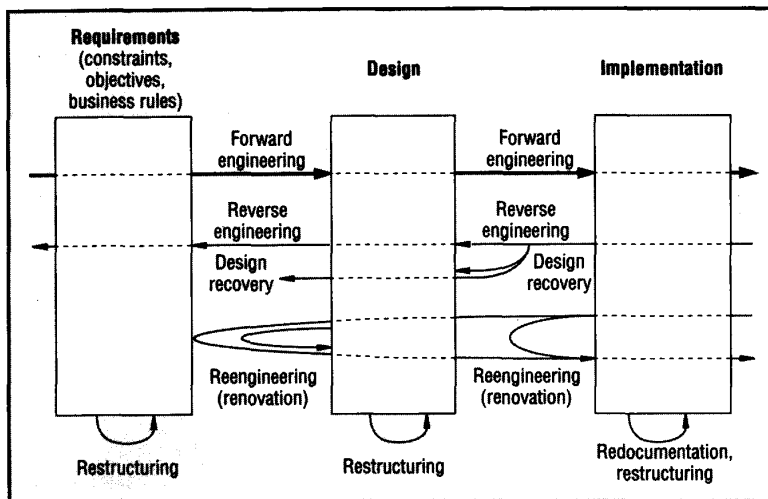 Requirements
(constraints,
objectives,
business rules)
Design
Implementation
Forward
engineering
Forward
engineering
Reverse
engineering
Reverse
engineering
Design
recovery
Design
recovery
Reengineering
(renovation)
Reengineering
(renovation)
Restructuring
Restructuring
Redocumentation,
restructuring